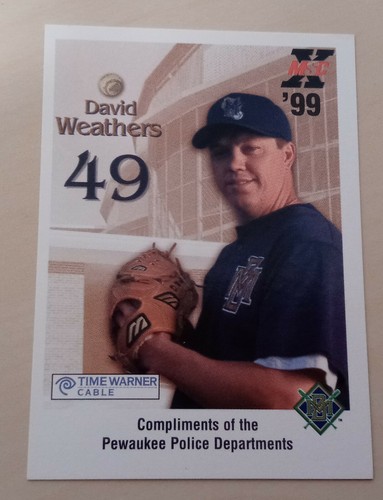 David
Weathers
49
X
M&C
'99
M
TIME WARNER
CABLE
Compliments of the
Pewaukee Police Departments